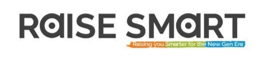 RaISE SMaRT
Raising you Smarter for the New Gen Era